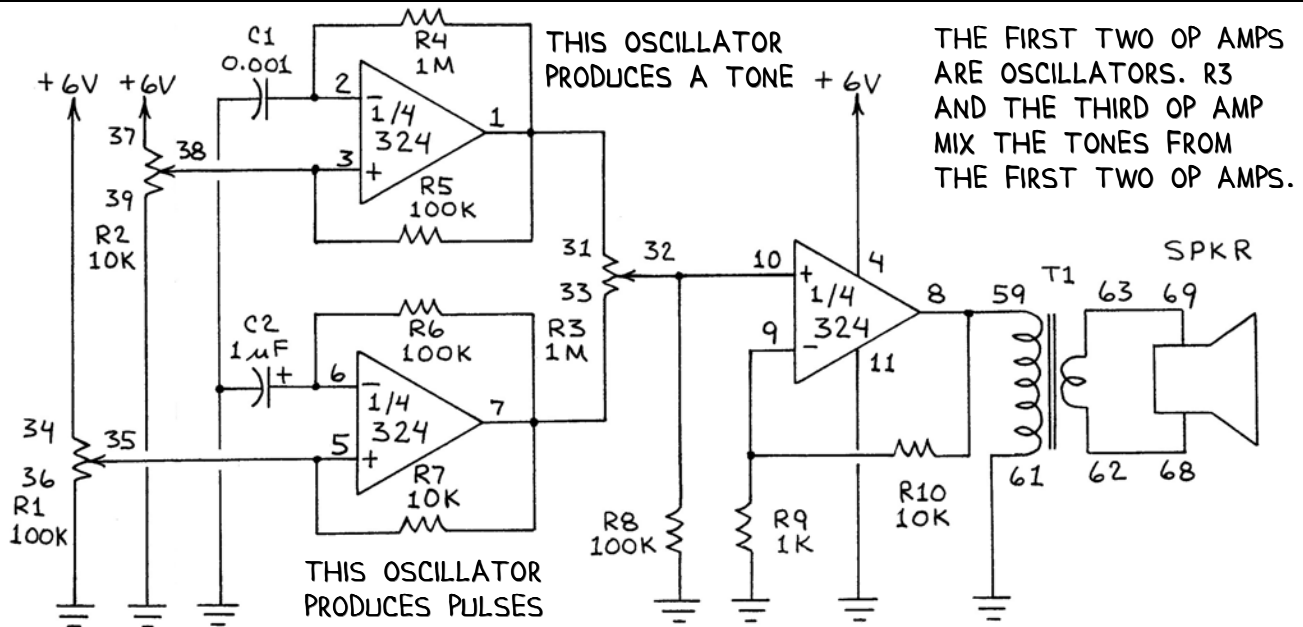 THIS OSCILLATOR
PRODUCES A TONE
THE FIRST TWO OP AMPS
ARE OSCILLATORS. R3
AND THE THIRD OP AMP
MIX THE TONES FROM
THE FIRST TWO OP AMPS.
+6V
+6V
37
38
39
R2
10K
C1
0.001
R4
1M
2
−
1/4
324
1
3
+
R5
100K
34
35
36
R1
100K
C2
1µF
+
R6
100K
6
−
1/4
324
7
5
+
R7
10K
THIS OSCILLATOR
PRODUCES PULSES
31
32
33
R3
1M
+6V
10
+
4
1/4
324
8
9
−
11
R8
100K
R9
1K
R10
10K
59
61
T1
63
62
69
68
SPKR